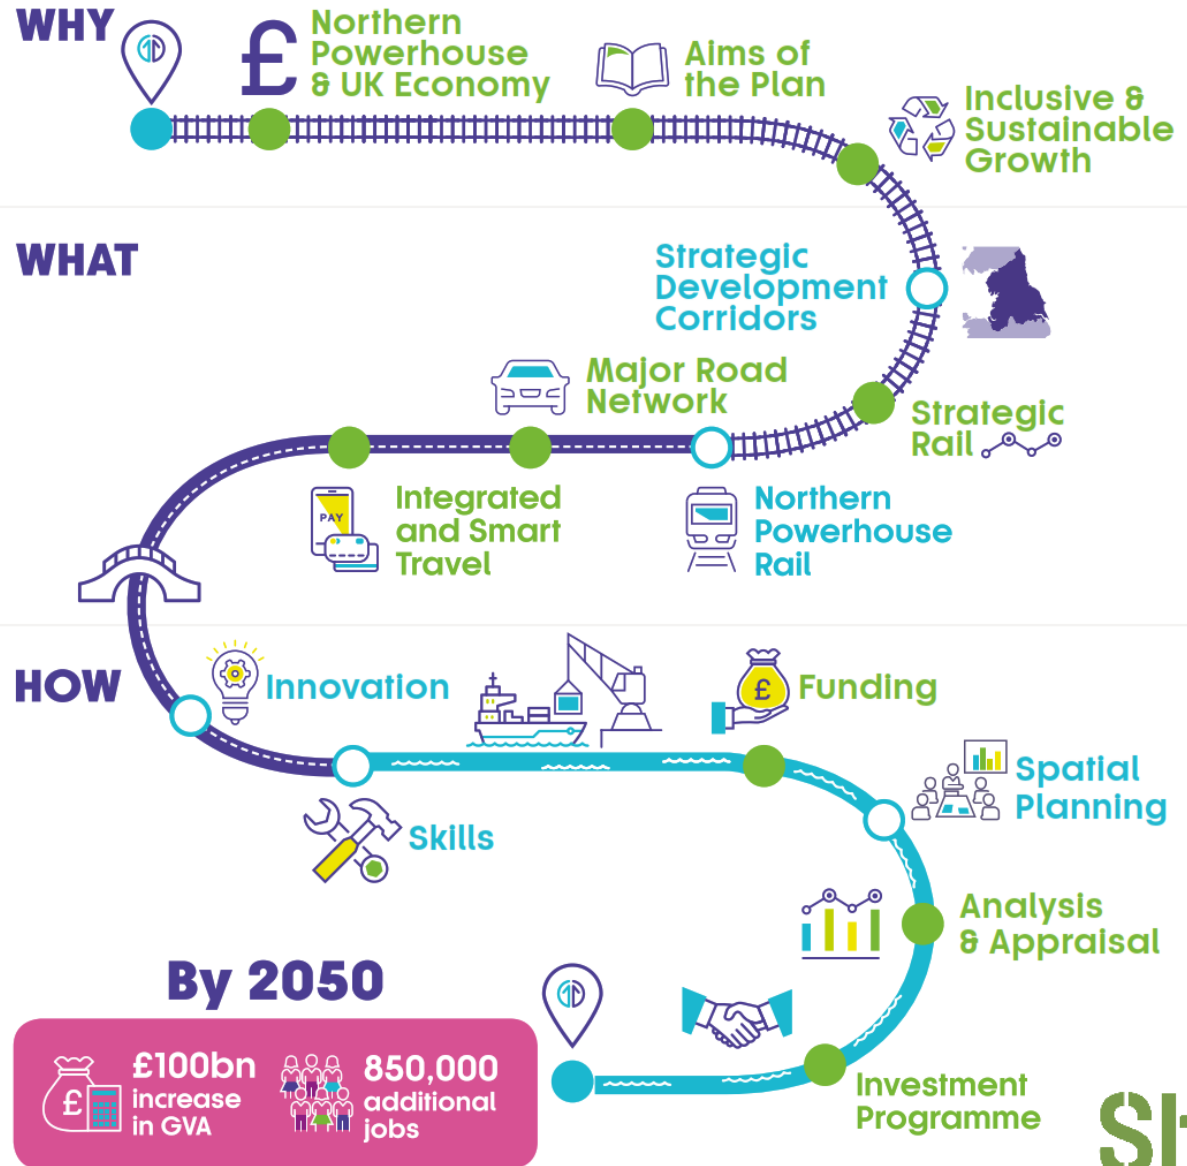 WHY
£
Northern
Powerhouse
& UK Economy
Aims of
the Plan
Inclusive &
Sustainable
Growth
WHAT
Strategic
Development
Corridors
Major Road
Network
Strategic
Rail
PAY
Integrated
and Smart
Travel
Northern
Powerhouse
Rail
HOW
Innovation
£
Funding
Spatial
Planning
Skills
Analysis
& Appraisal
By 2050
£
£100bn
increase
in GVA
850,000
additional
jobs
Investment
Programme